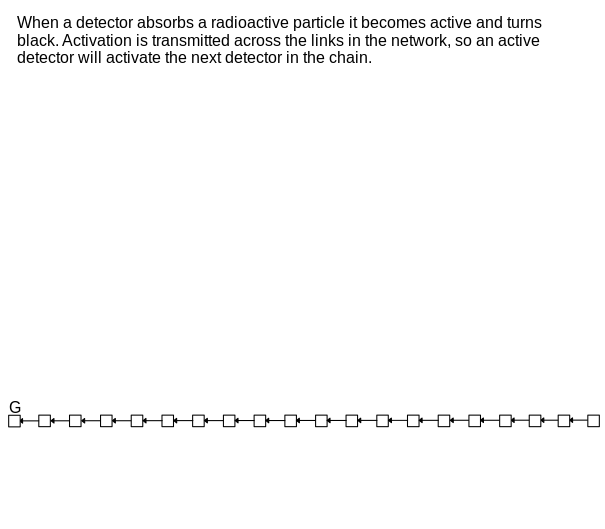 When a detector absorbs a radioactive particle it becomes active and turns
black. Activation is transmitted across the links in the network, so an active
detector will activate the next detector in the chain.
G